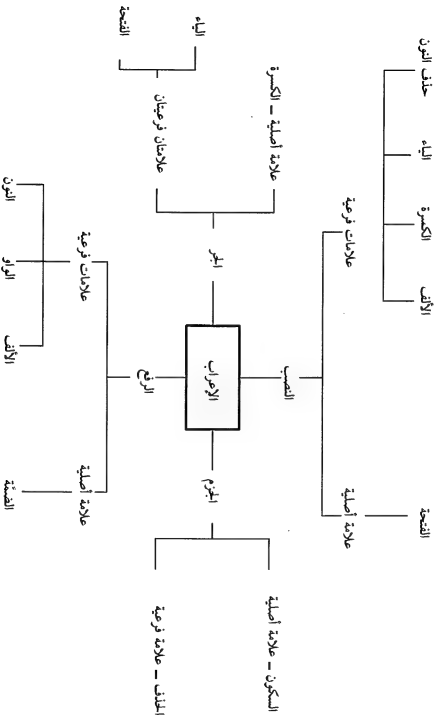 الفتحة
الألف
الكسرة
الياء
حذف النون
علامة أصلية
علامات فرعية
النصب
السكون ـ علامة أصلية
الحذف ـ علامة فرعية
الجزم
الإعراب
الجر
علامة أصلية ـ الكسرة
علامتان فرعيتان
الياء
الفتحة
الرفع
علامة أصلية
علامات فرعية
الضمّة
الألف
الواو
النون